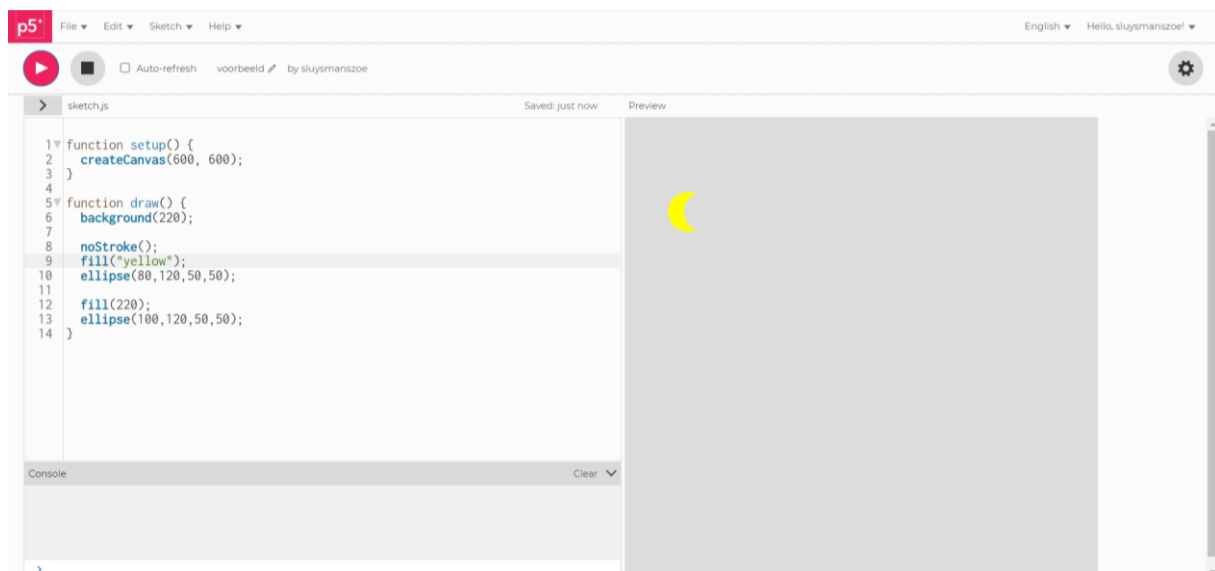 p5* File Edit Sketch Help English Hello, sluysmanszoe!
Auto-refresh voorbeeld by sluysmanszoe
> sketch.js Saved: just now Preview
1 function setup() {
2 createCanvas(600, 600);
3 }
4
5 function draw() {
6 background(220);
7
8 noStroke();
9 fill("yellow");
10 ellipse(80,120,50,50);
11
12 fill(220);
13 ellipse(100,120,50,50);
14 }
Console Clear
>